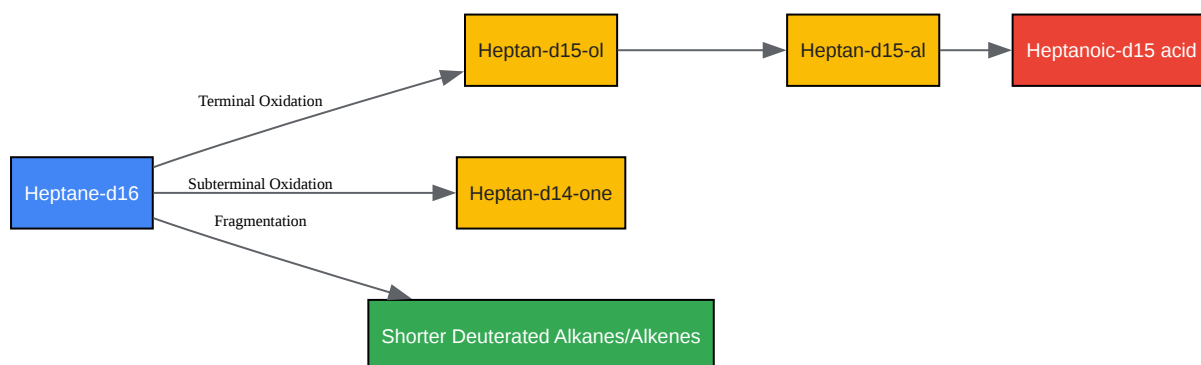 Heptan-d15-ol
Heptan-d15-al
Heptanoic-d15 acid
Terminal Oxidation
Heptane-d16
Subterminal Oxidation
Heptan-d14-one
Fragmentation
Shorter Deuterated Alkanes/Alkenes